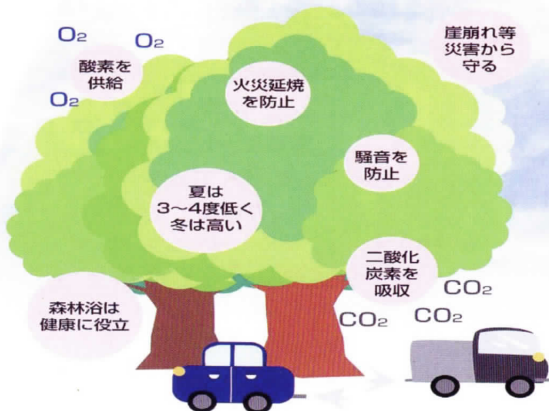 O₂
O₂
O₂
酸素を
供給
火災延焼
を防止
崖崩れ等
災害から
守る
騒音を
防止
夏は
3〜4度低く
冬は高い
二酸化
炭素を
吸収
森林浴は
健康に役立
CO₂
CO₂
CO₂